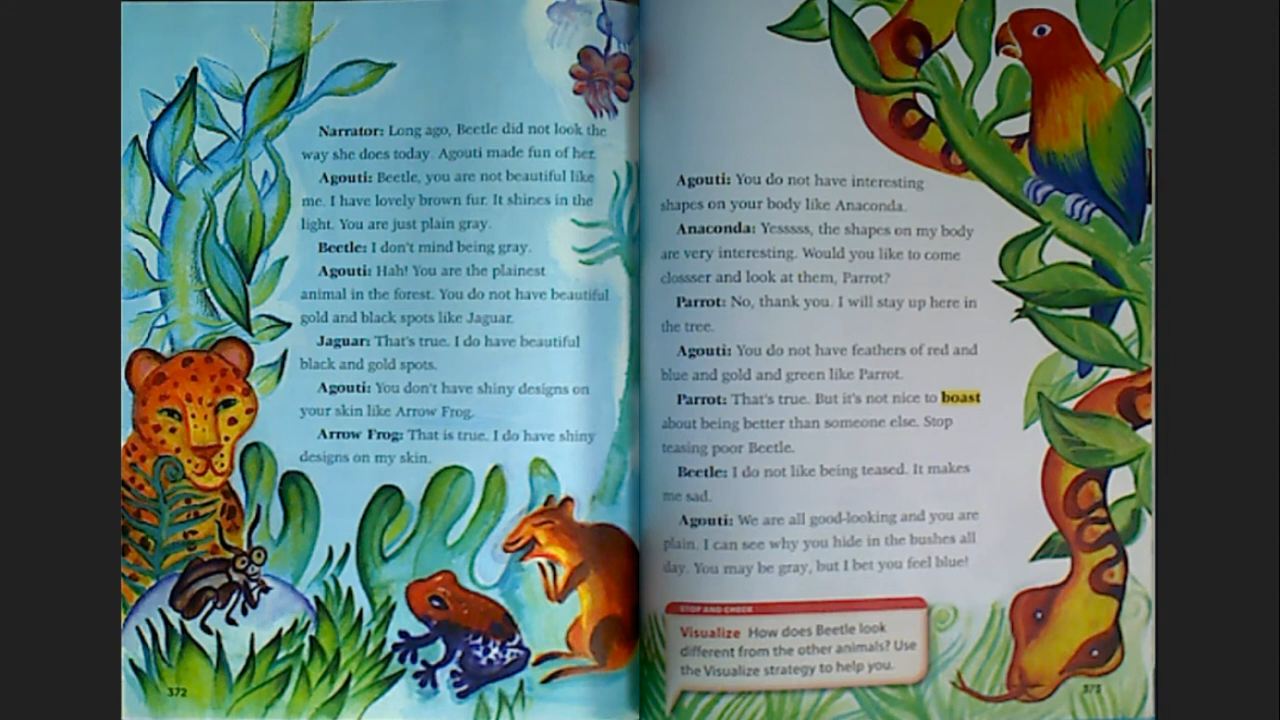 Narrator: Long ago, Beetle did not look the
way she does today. Agouti made fun of her.
Agouti: Beetle, you are not beautiful like
me. I have lovely brown fur. It shines in the
light. You are just plain gray.
Beetle: I don't mind being gray.
Agouti: Hah! You are the plainest
animal in the forest. You do not have beautiful
gold and black spots like Jaguar.
Jaguar: That's true. I do have beautiful
black and gold spots.
Agouti: You don't have shiny designs on
your skin like Arrow Frog.
Arrow Frog: That is true. I do have shiny
designs on my skin.
372
Agouti: You do not have interesting
shapes on your body like Anaconda.
Anaconda: Yesssss, the shapes on my body
are very interesting. Would you like to come
clossser and look at them, Parrot?
Parrot: No, thank you. I will stay up here in
the tree.
Agouti: You do not have feathers of red and
blue and gold and green like Parrot.
Parrot: That's true. But it's not nice to boast
about being better than someone else. Stop
teasing poor Beetle.
Beetle: I do not like being teased. It makes
me sad.
Agouti: We are all good-looking and you are
plain. I can see why you hide in the bushes all
day. You may be gray, but I bet you feel blue!
STOP AND CHECK
Visualize How does Beetle look
different from the other animals? Use
the Visualize strategy to help you.
373